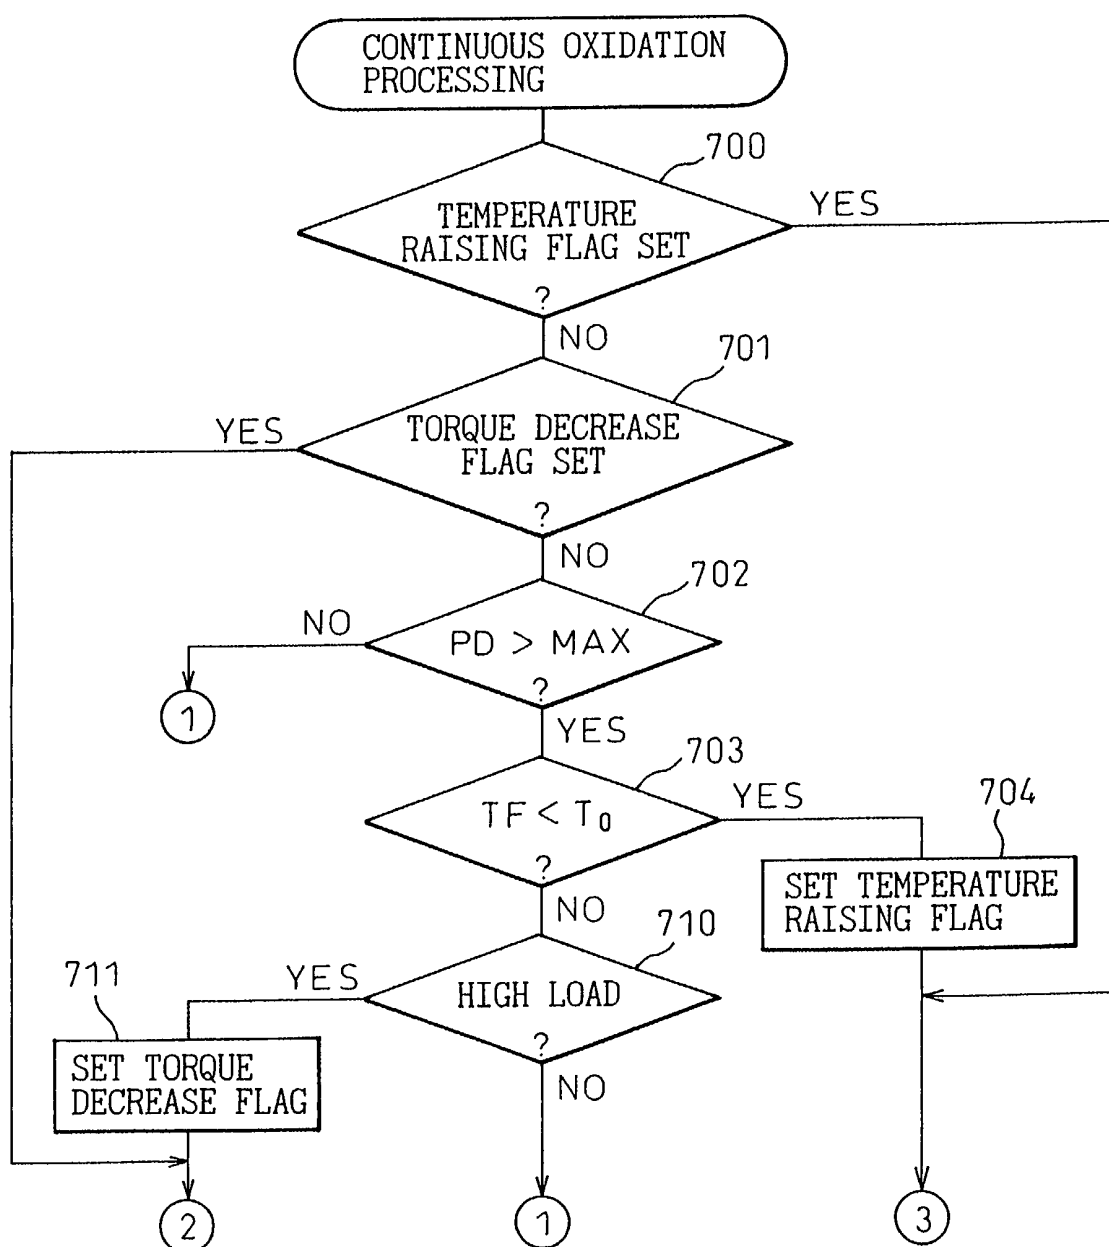 CONTINUOUS OXIDATION
PROCESSING
700
TEMPERATURE
RAISING FLAG SET
?
YES
NO
701
TORQUE DECREASE
FLAG SET
?
YES
NO
702
PD > MAX
?
NO
1
YES
703
TF < T0
?
YES
704
SET TEMPERATURE
RAISING FLAG
NO
710
HIGH LOAD
?
YES
711
SET TORQUE
DECREASE FLAG
NO
2
1
3